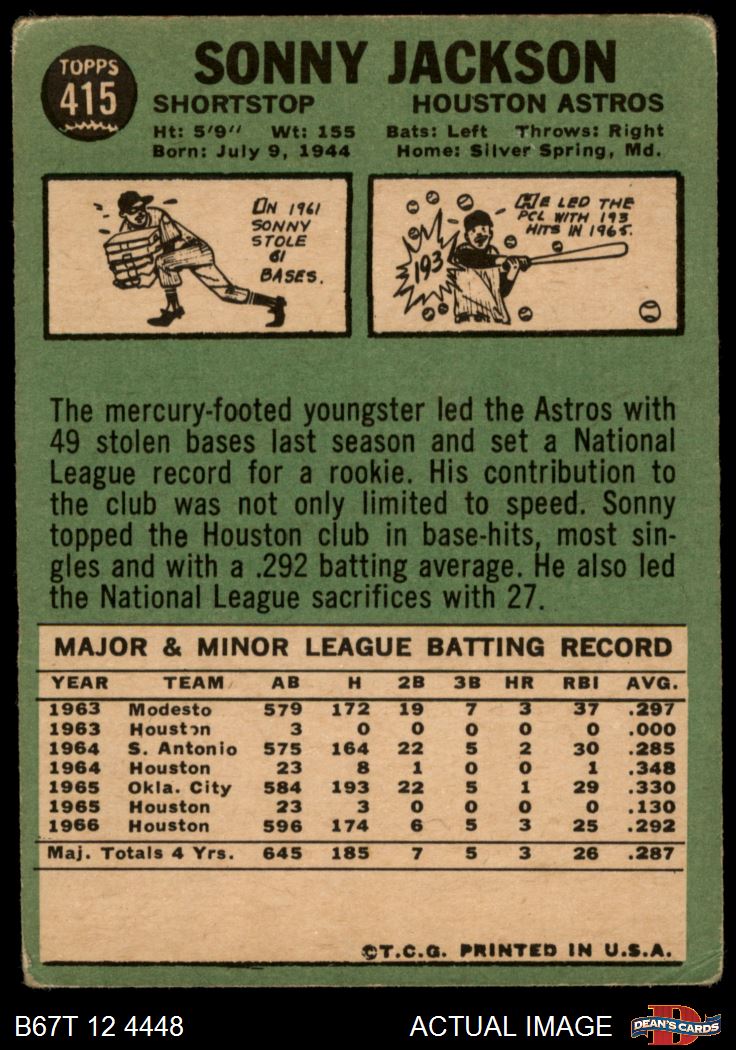 TOPPS
415
SONNY JACKSON
SHORTSTOP HOUSTON ASTROS
Ht: 5'9" Wt: 155 Bats: Left Throws: Right
Born: July 9, 1944 Home: Silver Spring, Md.
ON 1961
SONNY
STOLE
61
BASES.
HE LED THE
PCL WITH 193
HITS IN 1965.
193
The mercury-footed youngster led the Astros with
49 stolen bases last season and set a National
League record for a rookie. His contribution to
the club was not only limited to speed. Sonny
topped the Houston club in base-hits, most sin-
gles and with a .292 batting average. He also led
the National League sacrifices with 27.
MAJOR & MINOR LEAGUE BATTING RECORD
YEAR TEAM AB H 2B 3B HR RBI AVG.
1963 Modesto 579 172 19 7 3 37 .297
1963 Houston 3 0 0 0 0 0 .000
1964 S. Antonio 575 164 22 5 2 30 .285
1964 Houston 23 8 1 0 0 1 .348
1965 Okla. City 584 193 22 5 1 29 .330
1965 Houston 23 3 0 0 0 0 .130
1966 Houston 596 174 6 5 3 25 .292
Maj. Totals 4 Yrs. 645 185 7 5 3 26 .287
©T.C.G. PRINTED IN U.S.A.
B67T 12 4448 ACTUAL IMAGE
D
DEAN'S CARDS